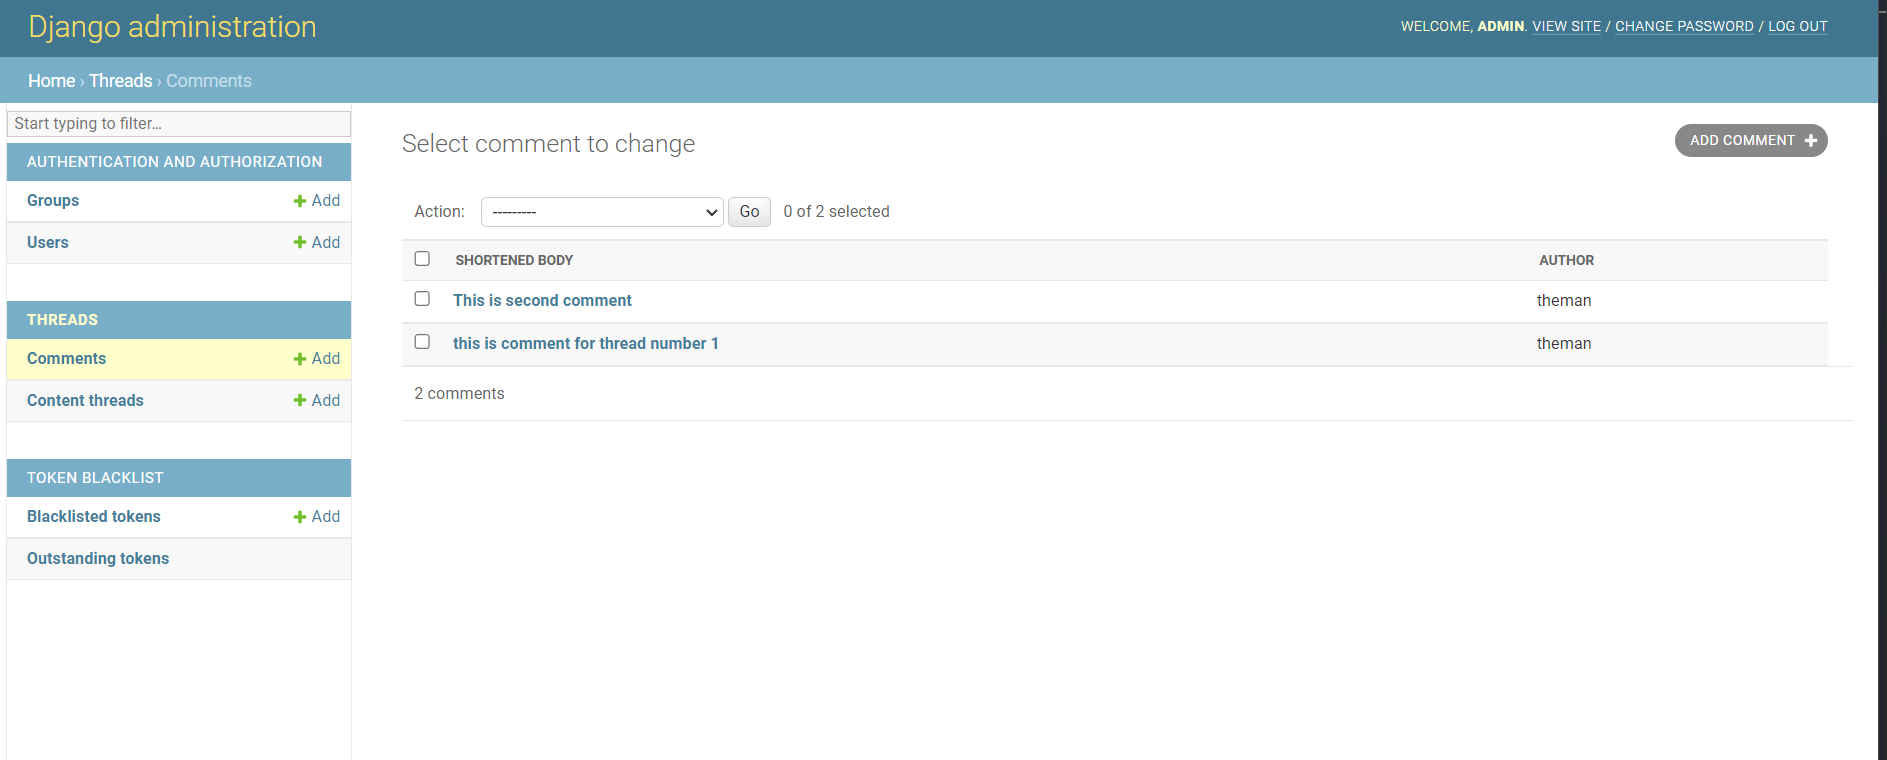 Django administration
WELCOME, ADMIN. VIEW SITE / CHANGE PASSWORD / LOG OUT
Home › Threads › Comments
Start typing to filter...
AUTHENTICATION AND AUTHORIZATION
Groups + Add
Users + Add
THREADS
Comments + Add
Content threads + Add
TOKEN BLACKLIST
Blacklisted tokens + Add
Outstanding tokens
Select comment to change
ADD COMMENT +
Action: --------- Go 0 of 2 selected
SHORTENED BODY AUTHOR
This is second comment theman
this is comment for thread number 1 theman
2 comments